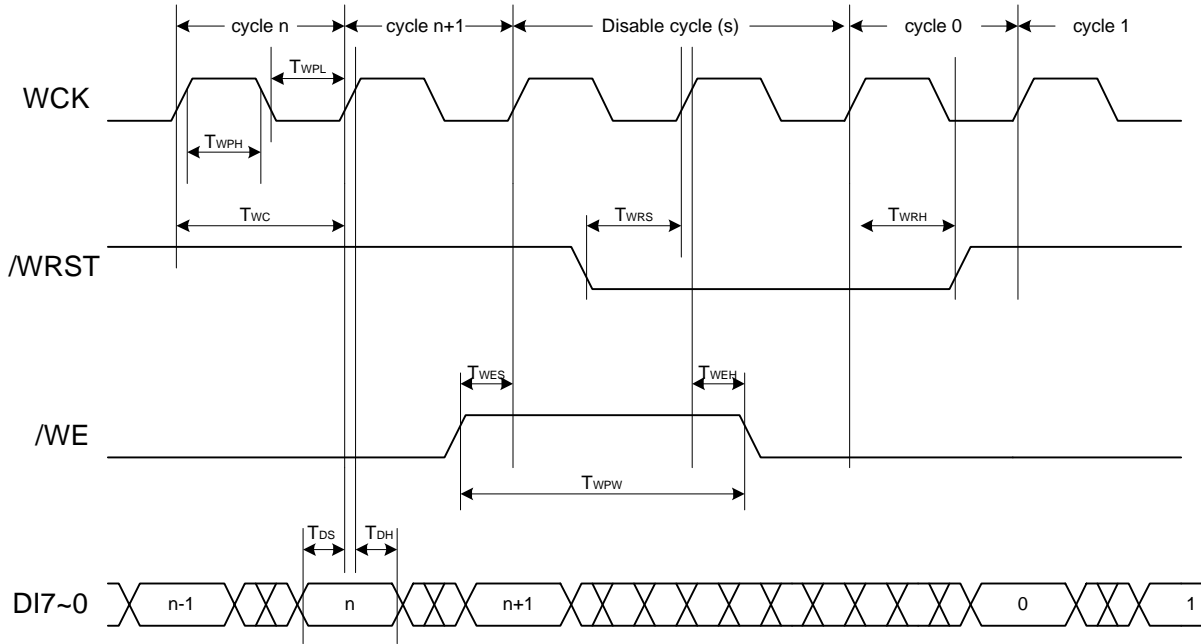 cycle n cycle n+1 Disable cycle (s) cycle 0 cycle 1
TWPL
WCK
TWPH
TWC TWRS TWRH
/WRST
TWES TWEH
/WE
TWPW
TDS TDH
DI7~0 n-1 n n+1 0 1